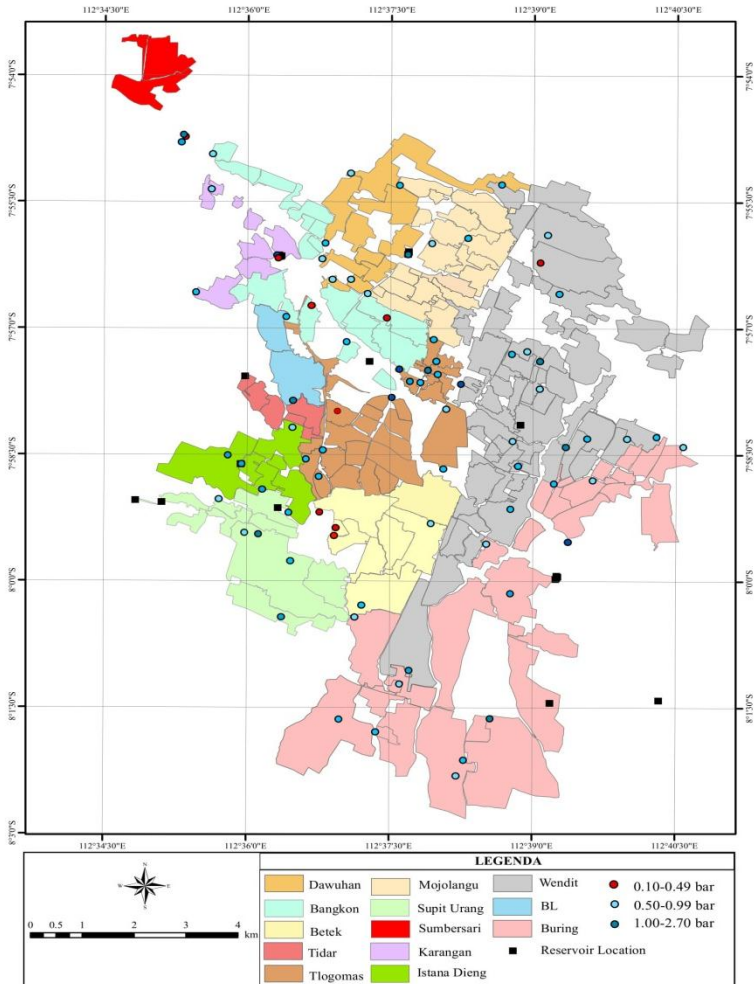 112°34'30"E 112°36'0"E 112°37'30"E 112°39'0"E 112°40'30"E
7°54'0"S 7°54'0"S
7°55'30"S 7°55'30"S
7°57'0"S 7°57'0"S
7°58'30"S 7°58'30"S
8°0'0"S 8°0'0"S
8°1'30"S 8°1'30"S
8°3'0"S 8°3'0"S
112°34'30"E 112°36'0"E 112°37'30"E 112°39'0"E 112°40'30"E
N
W E
S
0 0.5 1 2 3 4
km
LEGENDA
Dawuhan Mojolangu Wendit 0.10-0.49 bar
Bangkon Supit Urang BL 0.50-0.99 bar
Betek Sumbersari Buring 1.00-2.70 bar
Tidar Karangan Reservoir Location
Tlogomas Istana Dieng